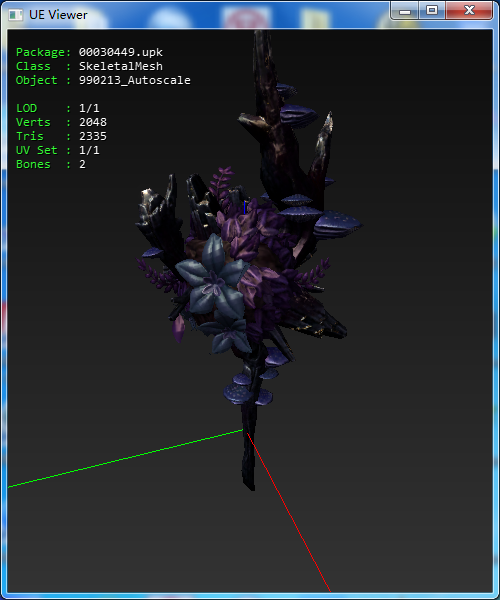 UE Viewer
Package: 00030449.upk
Class  : SkeletalMesh
Object : 990213_Autoscale
LOD    : 1/1
Verts  : 2048
Tris   : 2335
UV Set : 1/1
Bones  : 2